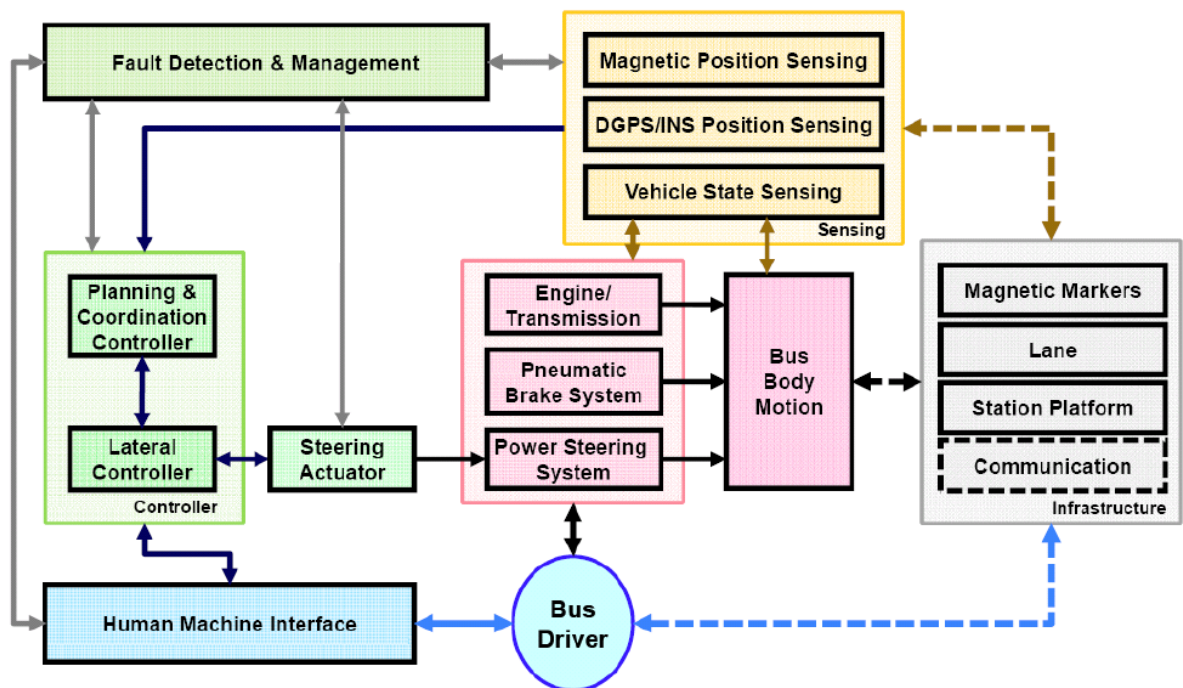 Fault Detection & Management
Magnetic Position Sensing
DGPS/INS Position Sensing
Vehicle State Sensing
Sensing
Planning &
Coordination
Controller
Lateral
Controller
Controller
Steering
Actuator
Engine/
Transmission
Pneumatic
Brake System
Power Steering
System
Bus
Body
Motion
Magnetic Markers
Lane
Station Platform
Communication
Infrastructure
Human Machine Interface
Bus
Driver